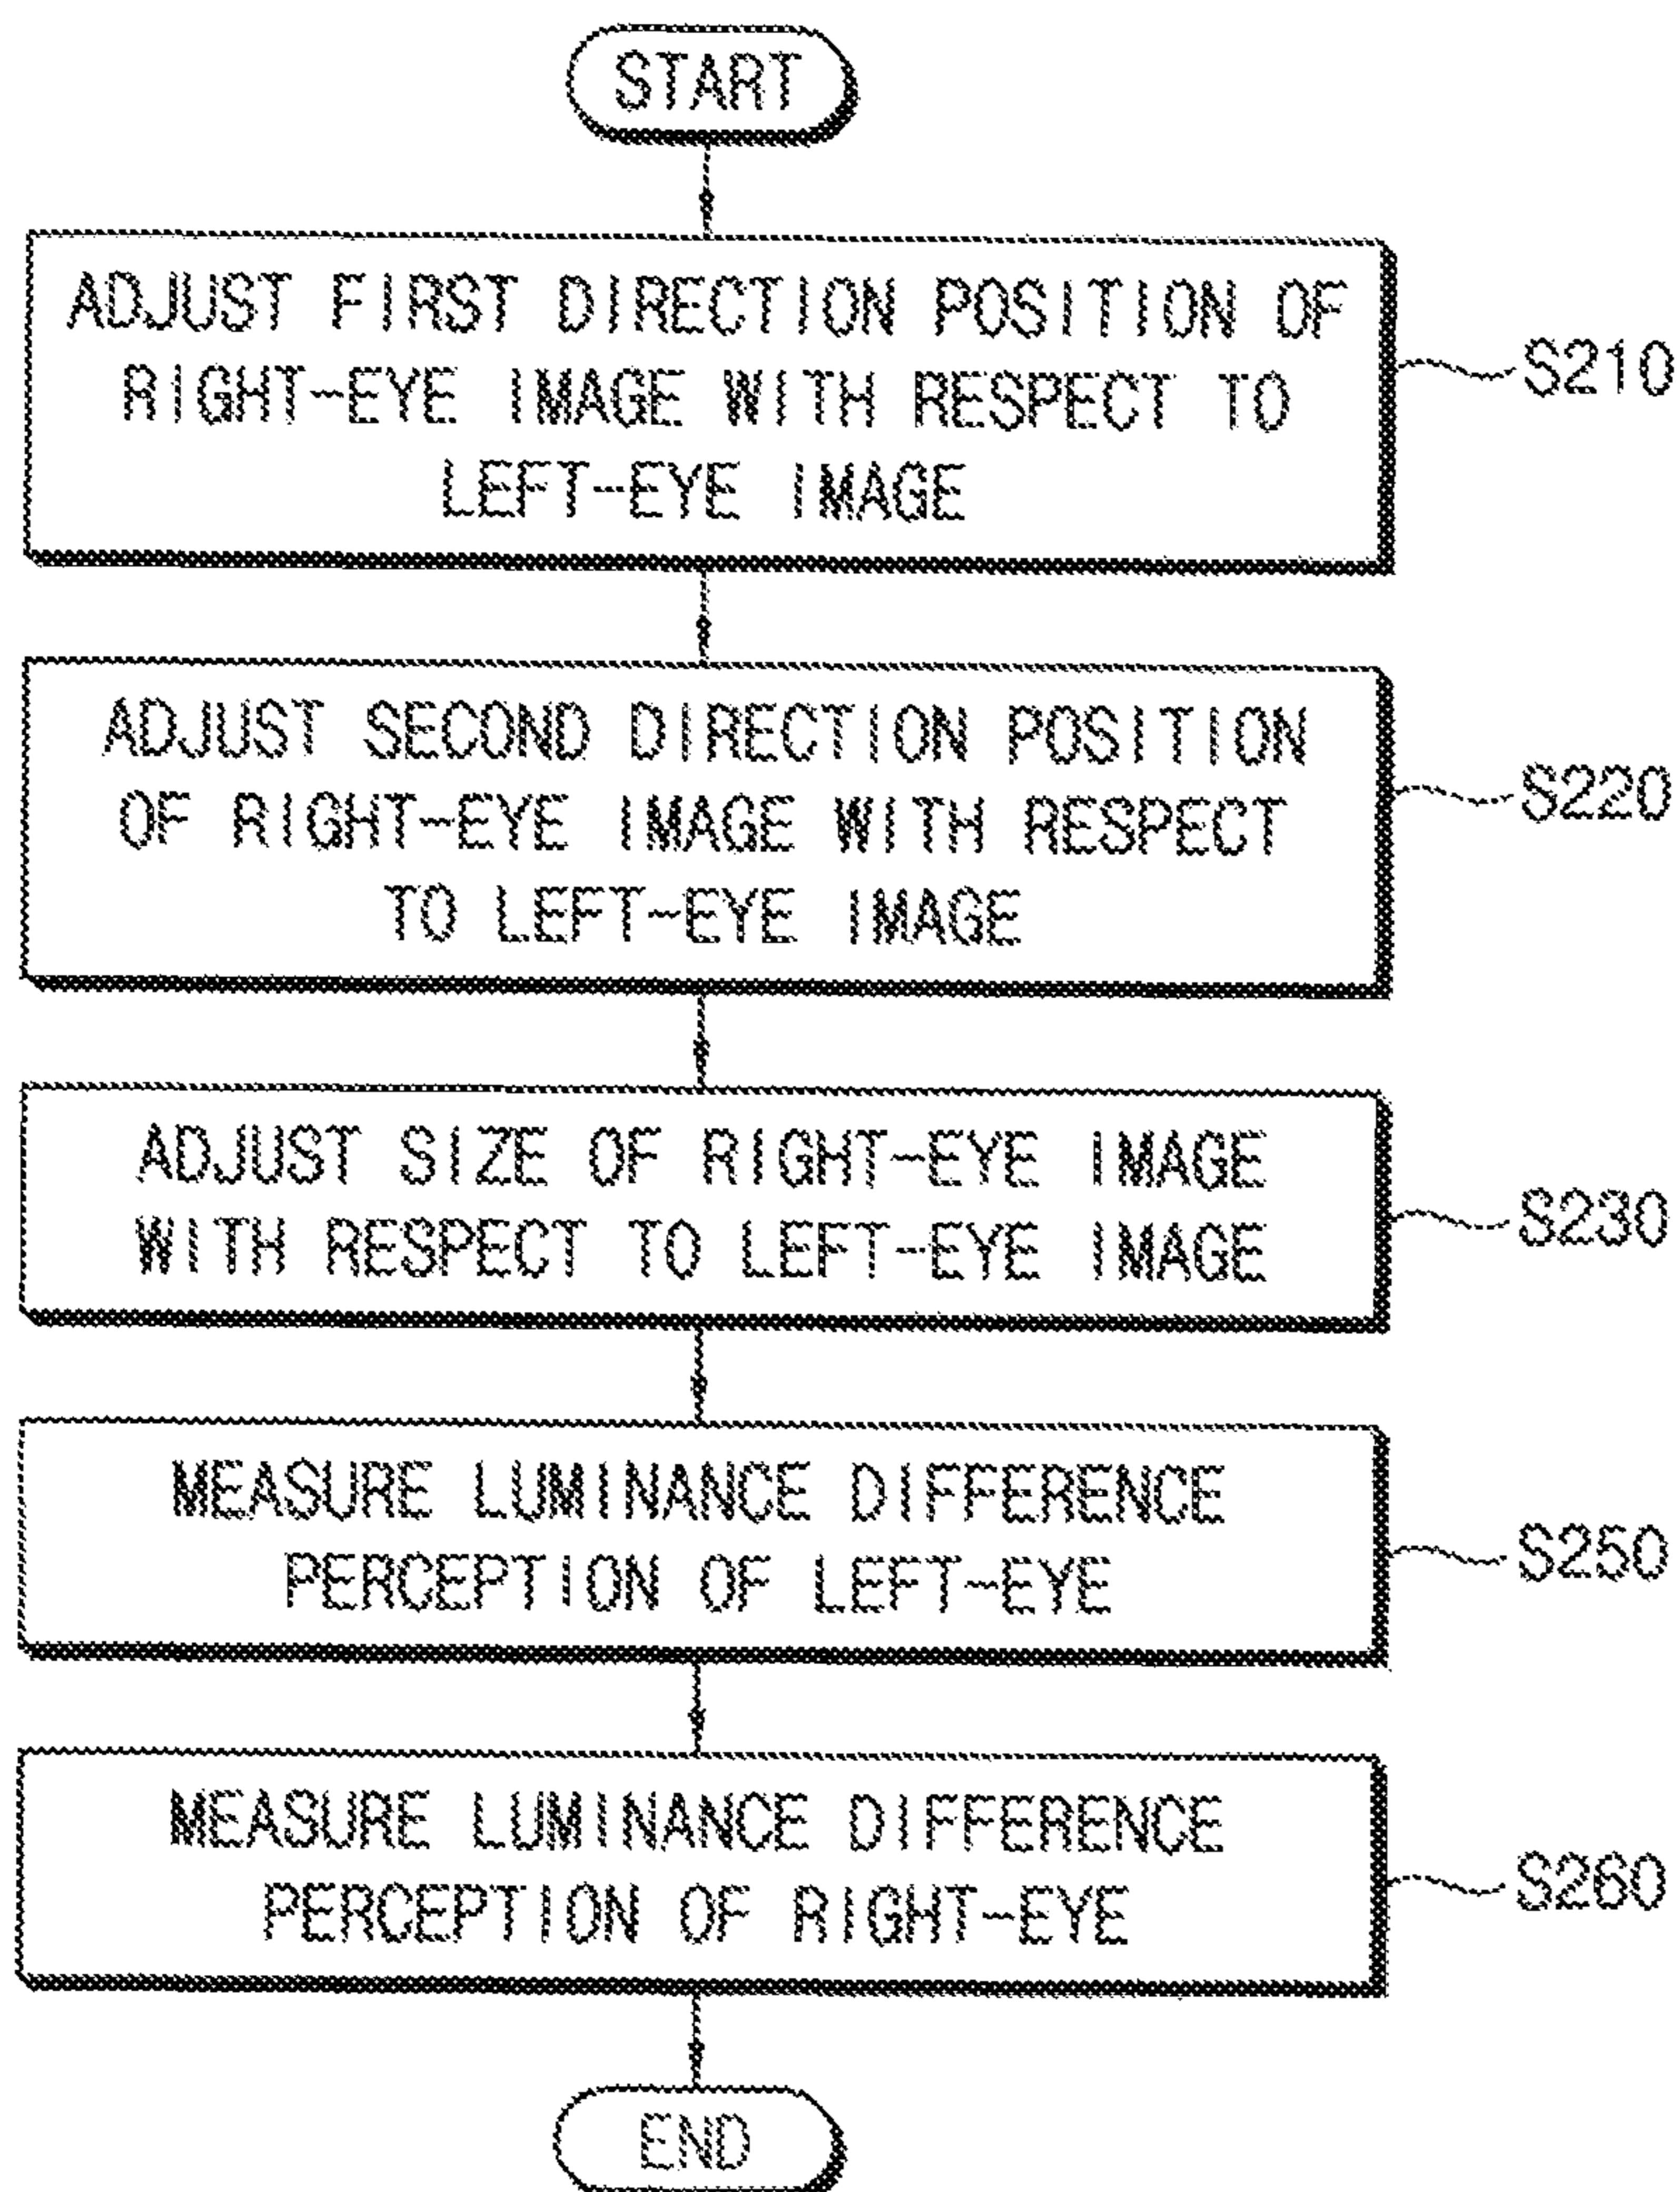 START
ADJUST FIRST DIRECTION POSITION OF
RIGHT-EYE IMAGE WITH RESPECT TO
LEFT-EYE IMAGE
S210
ADJUST SECOND DIRECTION POSITION
OF RIGHT-EYE IMAGE WITH RESPECT
TO LEFT-EYE IMAGE
S220
ADJUST SIZE OF RIGHT-EYE IMAGE
WITH RESPECT TO LEFT-EYE IMAGE
S230
MEASURE LUMINANCE DIFFERENCE
PERCEPTION OF LEFT-EYE
S250
MEASURE LUMINANCE DIFFERENCE
PERCEPTION OF RIGHT-EYE
S260
END